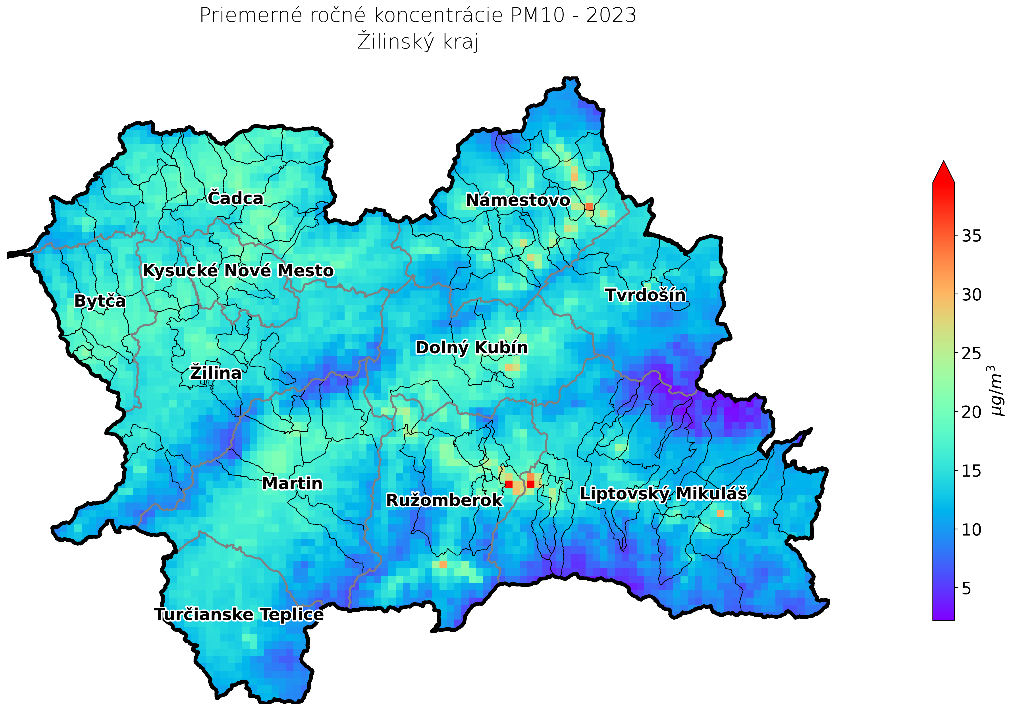 Priemerné ročné koncentrácie PM10 - 2023
Žilinský kraj
Čadca
Námestovo
Kysucké Nové Mesto
Bytča
Tvrdošín
Dolný Kubín
Žilina
Martin
Ružomberok
Liptovský Mikuláš
Turčianske Teplice
35
30
25
20
15
10
5
µg/m³